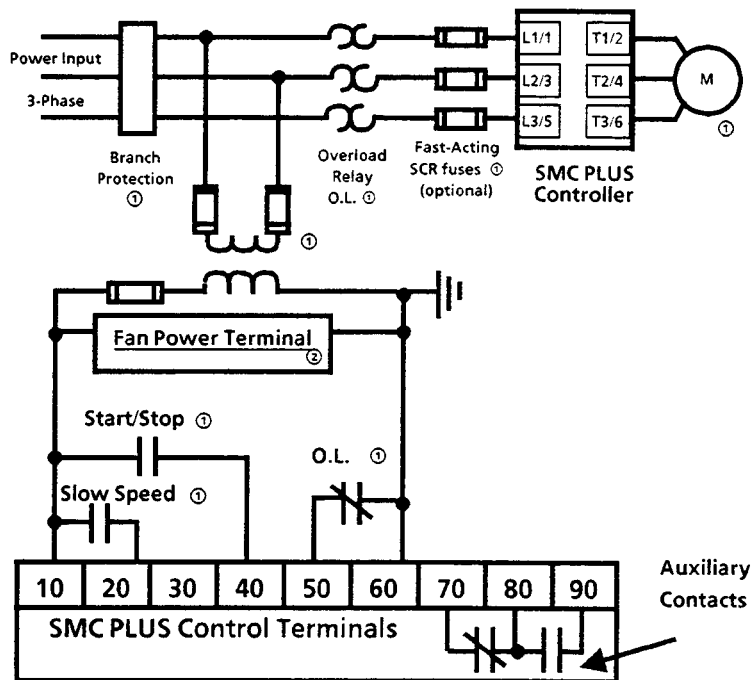 Power Input
3-Phase
L1/1 T1/2
L2/3 T2/4
L3/5 T3/6
M
①
Branch
Protection
①
Overload
Relay
O.L. ①
Fast-Acting
SCR fuses ①
(optional)
SMC PLUS
Controller
①
Fan Power Terminal
②
Start/Stop ①
O.L. ①
Slow Speed ①
10 20 30 40 50 60 70 80 90
SMC PLUS Control Terminals
Auxiliary
Contacts